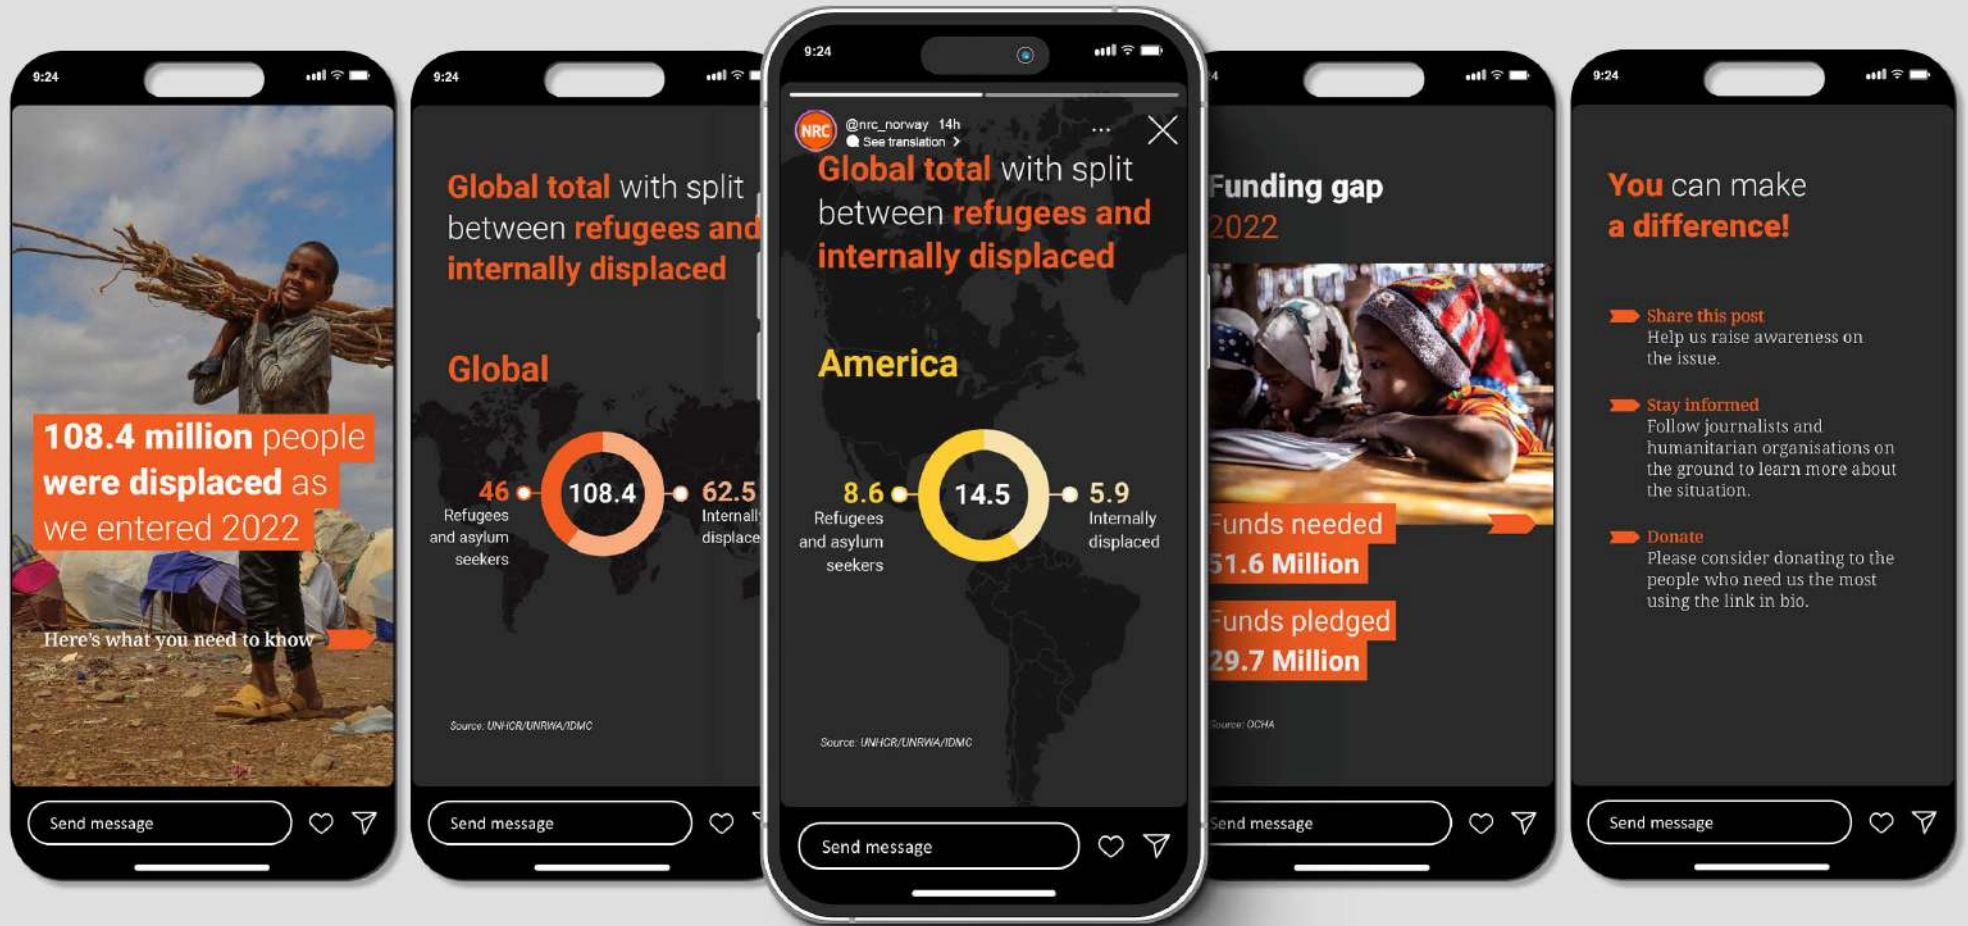 9:24
108.4 million people
were displaced as
we entered 2022
Here's what you need to know
Send message
9:24
Global total with split
between refugees and
internally displaced
Global
46
Refugees
and asylum
seekers
108.4
62.5
Internall
displace
Source: UNHCR/UNRWA/IDMC
Send message
9:24
NRC
@nrc_norway 14h
See translation >
Global total with split
between refugees and
internally displaced
America
8.6
Refugees
and asylum
seekers
14.5
5.9
Internally
displaced
Source: UNHCR/UNRWA/IDMC
Send message
4
Funding gap
2022
Funds needed
51.6 Million
Funds pledged
29.7 Million
Source: OCHA
Send message
9:24
You can make
a difference!
Share this post
Help us raise awareness on
the issue.
Stay informed
Follow journalists and
humanitarian organisations on
the ground to learn more about
the situation.
Donate
Please consider donating to the
people who need us the most
using the link in bio.
Send message